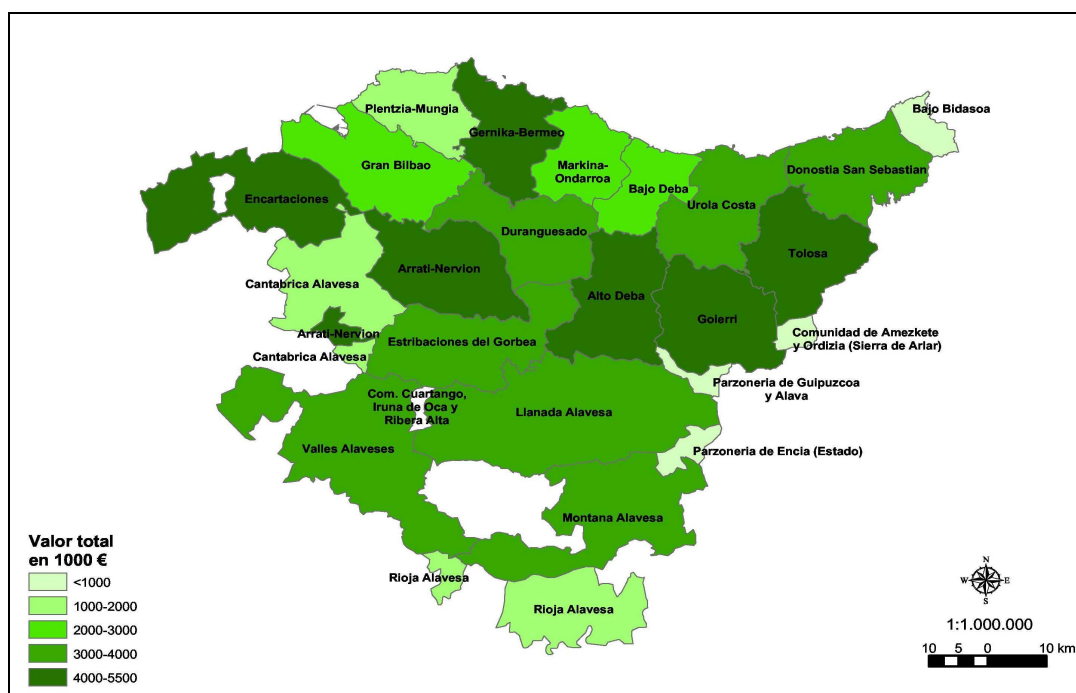 Bajo Bidasoa
Plentzia-Mungia
Gernika-Bermeo
Gran Bilbao
Markina-
Ondarroa
Donostia San Sebastian
Bajo Deba
Encartaciones
Urola Costa
Duranguesado
Tolosa
Arrati-Nervion
Cantabrica Alavesa
Alto Deba
Goierri
Arrati-Nervion
Estribaciones del Gorbea
Comunidad de Amezkete
y Ordizia (Sierra de Arlar)
Cantabrica Alavesa
Parzoneria de Guipuzcoa
y Alava
Com. Cuartango,
Iruna de Oca y
Ribera Alta
Llanada Alavesa
Valles Alaveses
Parzoneria de Encia (Estado)
Montana Alavesa
Rioja Alavesa
Rioja Alavesa
Valor total
en 1000 €
<1000
1000-2000
2000-3000
3000-4000
4000-5500
N
W E
S
1:1.000.000
10 5 0 10 km